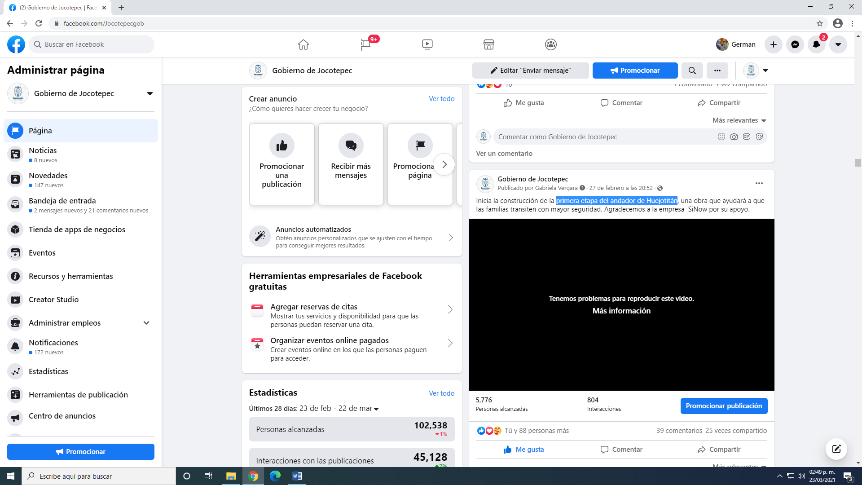 (2) Gobierno de Jocotepec | Face
facebook.com/Jocotepecgob
Buscar en Facebook
9+
German
2
Administrar página
Gobierno de Jocotepec
Página
Noticias
8 nuevos
Novedades
147 nuevos
Bandeja de entrada
2 mensajes nuevos y 21 comentarios nuevos
Tienda de apps de negocios
Eventos
Recursos y herramientas
Creator Studio
Administrar empleos
Notificaciones
177 nuevos
Estadísticas
Herramientas de publicación
Centro de anuncios
Promocionar
Gobierno de Jocotepec
Editar "Enviar mensaje"
Promocionar
Crear anuncio
Ver todo
¿Cómo quieres hacer crecer tu negocio?
Promocionar una publicación
Recibir más mensajes
Promocionar página
Anuncios automatizados
Obtén anuncios personalizados que se ajusten con el tiempo para conseguir mejores resultados.
Herramientas empresariales de Facebook gratuitas
Agregar reservas de citas
Mostrar tus servicios y disponibilidad para que las personas puedan reservar una cita.
Organizar eventos online pagados
Crear eventos online en los que las personas paguen para acceder.
Estadísticas
Ver todo
Últimos 28 días: 23 de feb - 22 de mar
Personas alcanzadas
102,538
1%
Interacciones con las publicaciones
45,128
Me gusta
Comentar
Compartir
Más relevantes
Comentar como Gobierno de Jocotepec
Ver un comentario
Gobierno de Jocotepec
Publicado por Gabriela Vergara · 27 de febrero a las 20:52 ·
Inicia la construcción de la primera etapa del andador de Huejotitán, una obra que ayudará a que
las familias transiten con mayor seguridad. Agradecemos a la empresa SiNow por su apoyo.
Tenemos problemas para reproducir este video.
Más información
5,776
Personas alcanzadas
804
Interacciones
Promocionar publicación
Tú y 88 personas más
39 comentarios 25 veces compartido
Me gusta
Comentar
Compartir
Escribe aquí para buscar
02:49 p. m.
23/03/2021